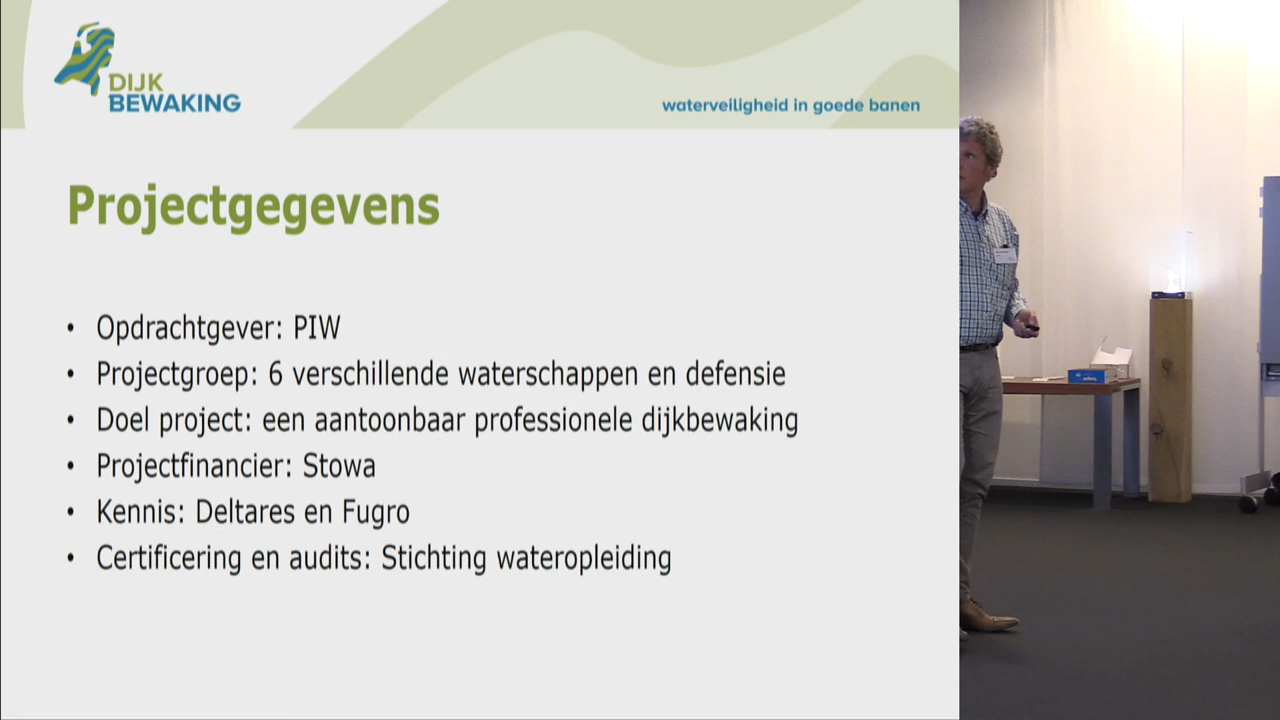 DIJK
BEWAKING
waterveiligheid in goede banen
Projectgegevens
• Opdrachtgever: PIW
• Projectgroep: 6 verschillende waterschappen en defensie
• Doel project: een aantoonbaar professionele dijkbewaking
• Projectfinancier: Stowa
• Kennis: Deltares en Fugro
• Certificering en audits: Stichting wateropleiding